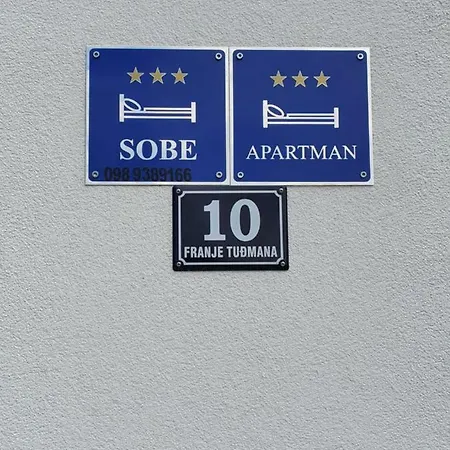 SOBE
098 9389166
APARTMAN
10
FRANJE TUĐMANA